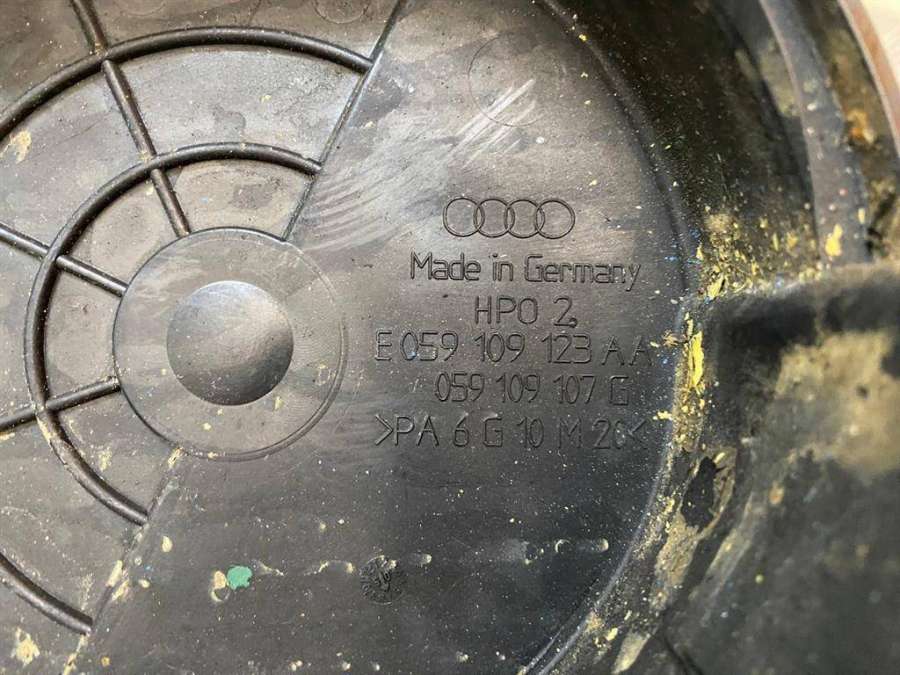 Made in Germany
HPO 2
E 059 109 123 AA
059 109 107 G
>PA 6 G 10 M 20<